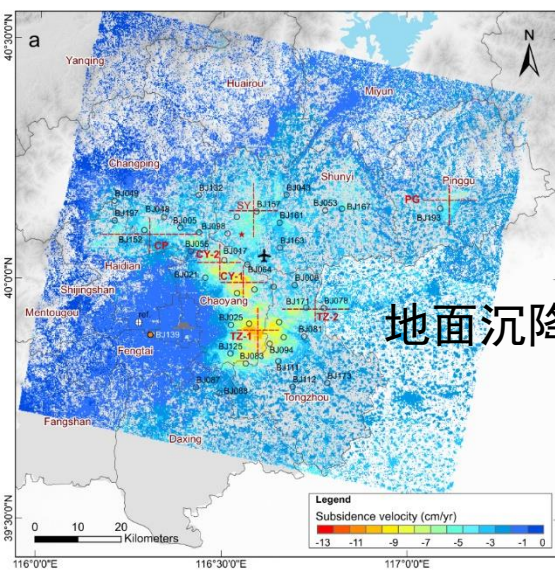 40°30'0"N
a
N
Yanqing
Huairou
Miyun
Changping
Shunyi
Pinggu
BJ049
BJ132
BJ043
SY
BJ157
PG
BJ197
BJ048
BJ005
BJ053
BJ167
BJ193
BJ098
BJ161
BJ152
CP
BJ163
CY-2
BJ017
Haidian
BJ021
CY-1
BJ064
40°0'0"N
Shijingshan
Chaoyang
Mentougou
BJ171
BJ078
ref
BJ025
TZ-1
TZ-2
BJ139
BJ081
地面沉降
Fengtai
BJ125
BJ094
BJ083
BJ111
BJ087
BJ112
BJ173
BJ088
Tongzhou
Fangshan
Daxing
39°30'0"N
Legend
Subsidence velocity (cm/yr)
-13 -11 -9 -7 -5 -3 -1 0
0 10 20
Kilometers
116°0'0"E
116°30'0"E
117°0'0"E